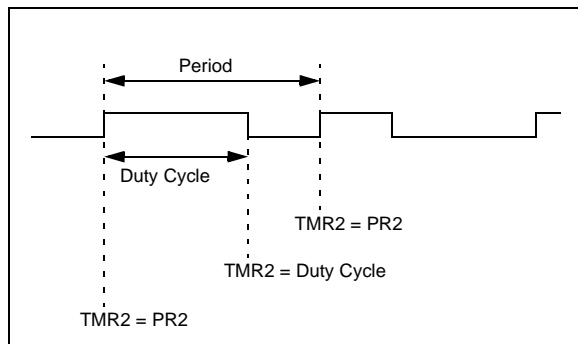 Period
Duty Cycle
TMR2 = PR2
TMR2 = Duty Cycle
TMR2 = PR2